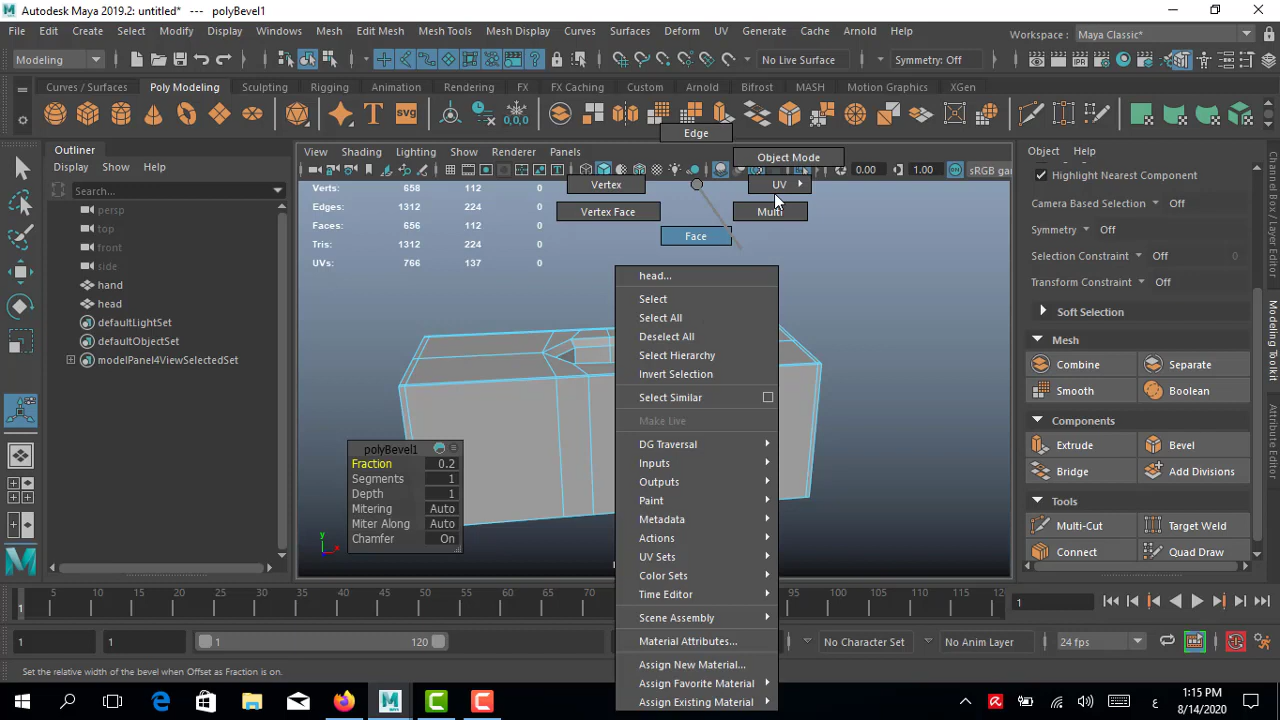 Autodesk Maya 2019.2: untitled* --- polyBevel1
File Edit Create Select Modify Display Windows Mesh Edit Mesh Mesh Tools Mesh Display Curves Surfaces Deform UV Generate Cache Arnold Help
Workspace : Maya Classic*
Modeling No Live Surface Symmetry: Off
Curves / Surfaces Poly Modeling Sculpting Rigging Animation Rendering FX FX Caching Custom Arnold Bifrost MASH Motion Graphics XGen
Display Show Help
Search...
persp
top
front
side
hand
head
defaultLightSet
defaultObjectSet
modelPanel4ViewSelectedSet
View Shading Lighting Show Renderer Panels
0.00 1.00 sRGB gar
Verts: 658 112 0
Edges: 1312 224 0
Faces: 656 112 0
Tris: 1312 224 0
UVs: 766 137 0
Edge
Object Mode
Vertex UV
Vertex Face Multi
Face
head...
Select
Select All
Deselect All
Select Hierarchy
Invert Selection
Select Similar
Make Live
DG Traversal
Inputs
Outputs
Paint
Metadata
Actions
UV Sets
Color Sets
Time Editor
Scene Assembly
Material Attributes...
Assign New Material...
Assign Favorite Material
Assign Existing Material
polyBevel1
Fraction 0.2
Segments 1
Depth 1
Mitering Auto
Miter Along Auto
Chamfer On
y
x
Object Help
Highlight Nearest Component
Camera Based Selection Off
Symmetry Off
Selection Constraint Off 0
Transform Constraint Off
Soft Selection
Mesh
Combine Separate
Smooth Boolean
Components
Extrude Bevel
Bridge Add Divisions
Tools
Multi-Cut Target Weld
Connect Quad Draw
Outliner
Channel Box / Layer Editor
Modeling Toolkit
Attribute Editor
1 5 10 15 20 25 30 35 40 45 50 55 60 95 100 105 110 115 12 1
1 1 1 120 No Character Set No Anim Layer 24 fps
Set the relative width of the bevel when Offset as Fraction is on.
ع 1:15 PM
8/14/2020